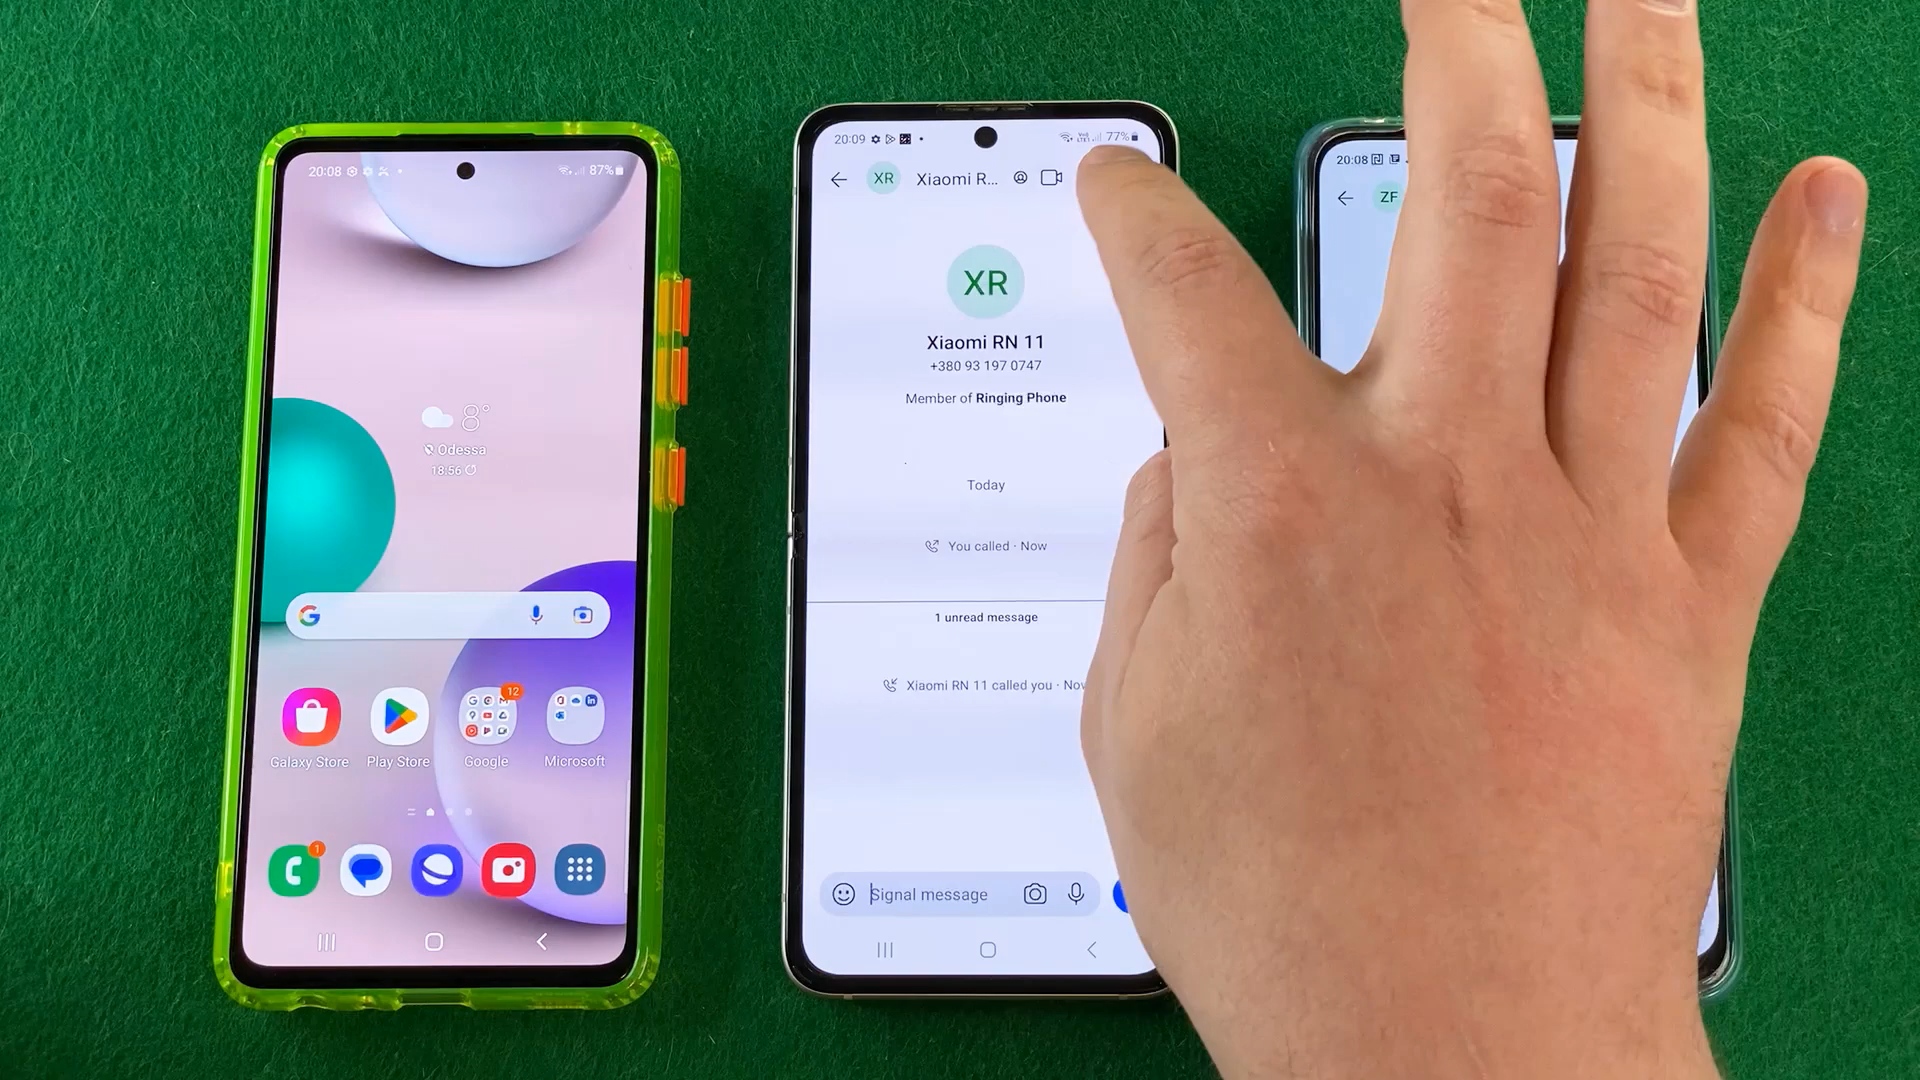 20:08
87%
8°
Odessa
18:56
12
Galaxy Store
Play Store
Google
Microsoft
1
20:09
77%
XR
Xiaomi R...
XR
Xiaomi RN 11
+380 93 197 0747
Member of Ringing Phone
Today
You called · Now
1 unread message
Xiaomi RN 11 called you · Now
Signal message
20:08
ZF